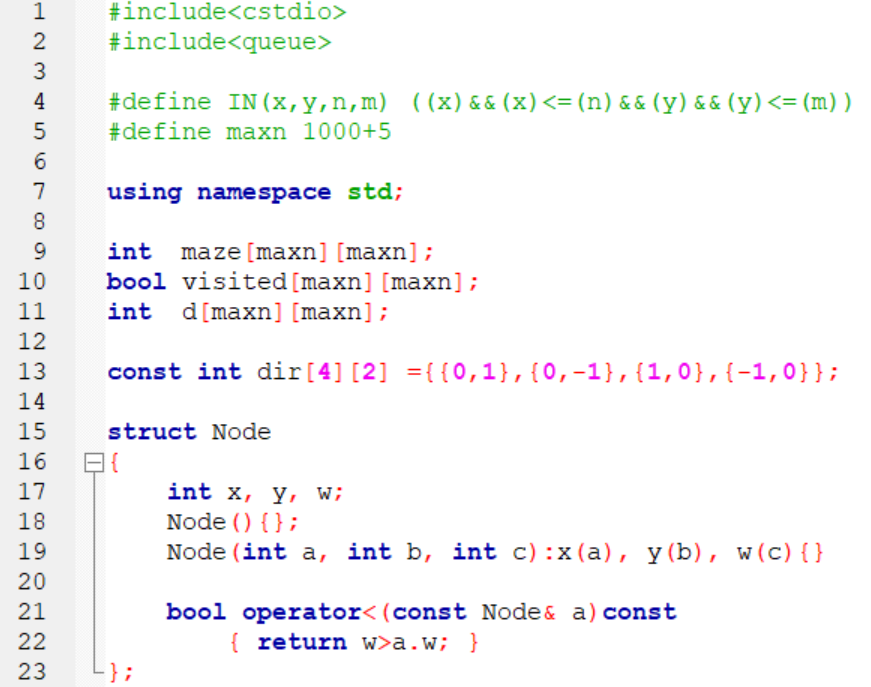 1 #include<cstdio>
2 #include<queue>
3
4 #define IN(x,y,n,m) ((x)&&(x)<=(n)&&(y)&&(y)<=(m))
5 #define maxn 1000+5
6
7 using namespace std;
8
9 int  maze[maxn][maxn];
10 bool visited[maxn][maxn];
11 int  d[maxn][maxn];
12
13 const int dir[4][2] ={{0,1},{0,-1},{1,0},{-1,0}};
14
15 struct Node
16 {
17     int x, y, w;
18     Node(){};
19     Node(int a, int b, int c):x(a), y(b), w(c){}
20
21     bool operator<(const Node& a)const
22         { return w>a.w; }
23 };